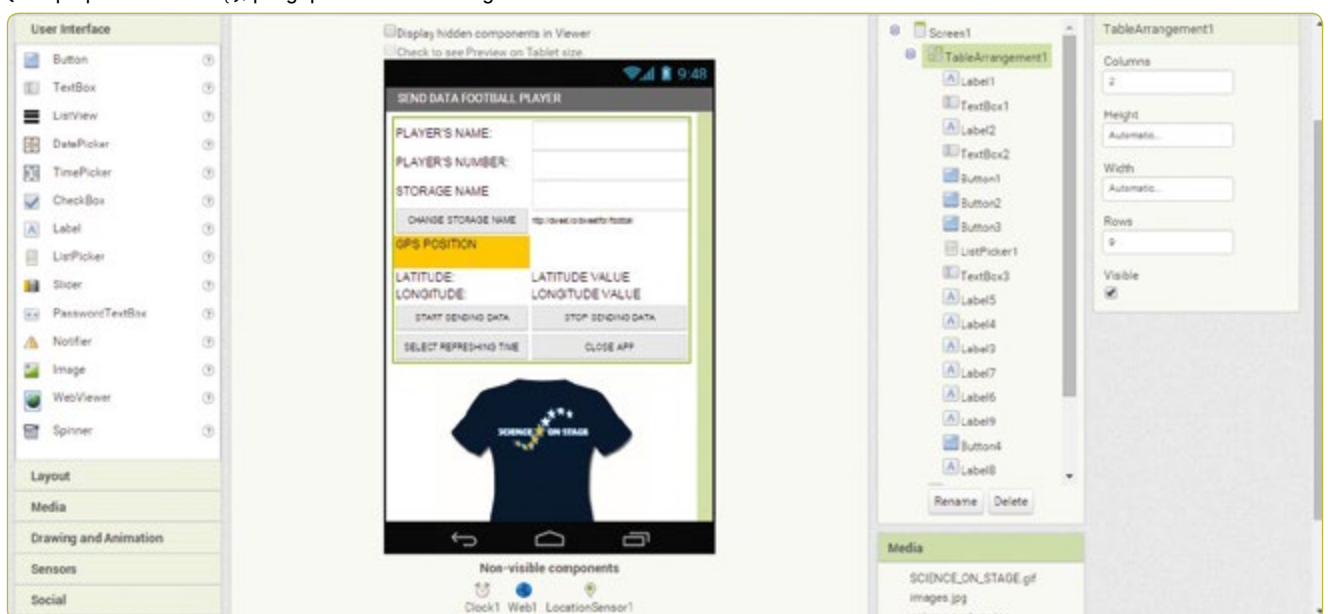 User Interface
Button
TextBox
ListView
DatePicker
TimePicker
CheckBox
Label
ListPicker
Slider
PasswordTextBox
Notifier
Image
WebViewer
Spinner
Layout
Media
Drawing and Animation
Sensors
Social
Display hidden components in Viewer
Check to see Preview on Tablet size.
9:48
SEND DATA FOOTBALL PLAYER
PLAYER'S NAME:
PLAYER'S NUMBER:
STORAGE NAME
CHANGE STORAGE NAME
GPS POSITION
LATITUDE: LATITUDE VALUE
LONGITUDE: LONGITUDE VALUE
START SENDING DATA STOP SENDING DATA
SELECT REFRESHING TIME CLOSE APP
SCIENCE ON STAGE
Non-visible components
Clock1 Web1 LocationSensor1
Screen1
TableArrangement1
Label1
TextBox1
Label2
TextBox2
Button1
Button2
Button3
ListPicker1
TextBox3
Label5
Label4
Label3
Label7
Label6
Label9
Button4
Label8
Rename Delete
Media
SCIENCE_ON_STAGE.gif
images.jpg
TableArrangement1
Columns
2
Height
Automatic...
Width
Automatic...
Rows
9
Visible